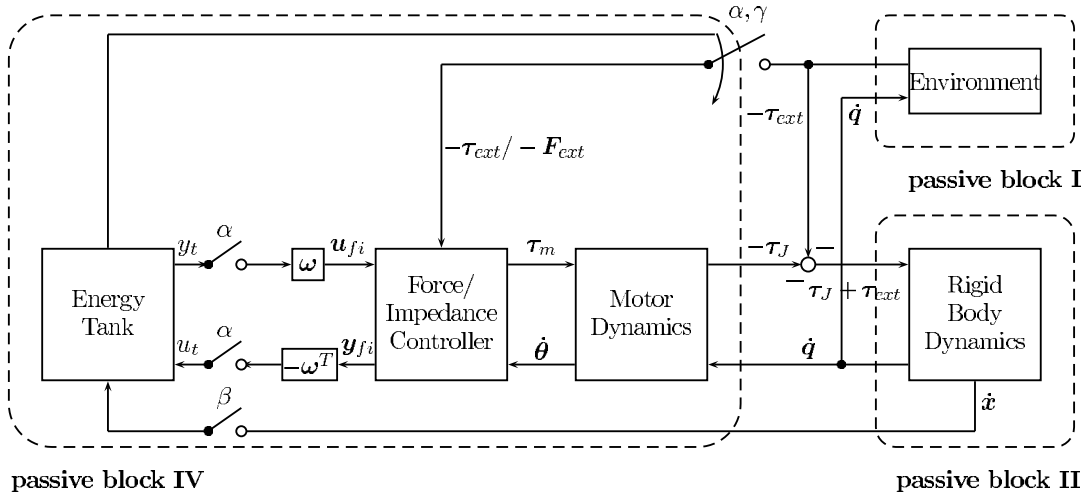 α, γ
Environment
−τ_ext
q̇
−τ_ext/ − F_ext
passive block I
y_t
α
ω
u_fi
τ_m
−τ_J
−
−
τ_J + τ_ext
Energy
Tank
Force/
Impedance
Controller
Motor
Dynamics
Rigid
Body
Dynamics
u_t
α
−ω^T
y_fi
θ̇
q̇
β
ẋ
passive block IV
passive block II